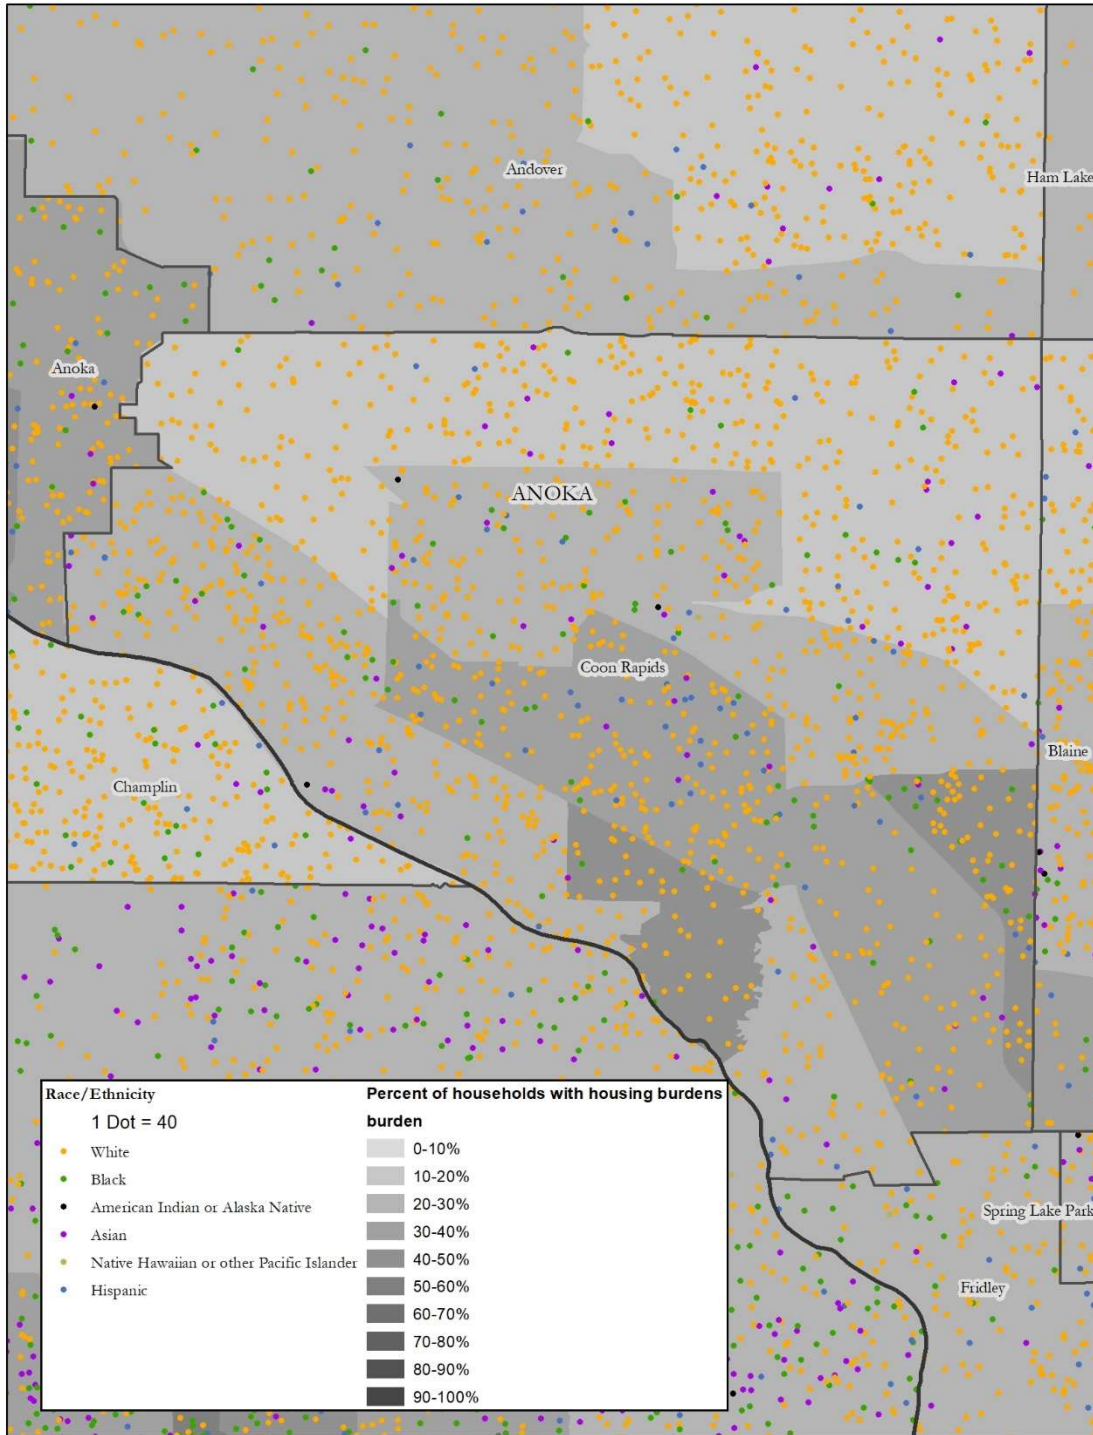 Andover
Ham Lake
Anoka
ANOKA
Coon Rapids
Blaine
Champlin
Race/Ethnicity
1 Dot = 40
White
Black
American Indian or Alaska Native
Asian
Native Hawaiian or other Pacific Islander
Hispanic
Percent of households with housing burdens
burden
0-10%
10-20%
20-30%
30-40%
40-50%
50-60%
60-70%
70-80%
80-90%
90-100%
Spring Lake Park
Fridley